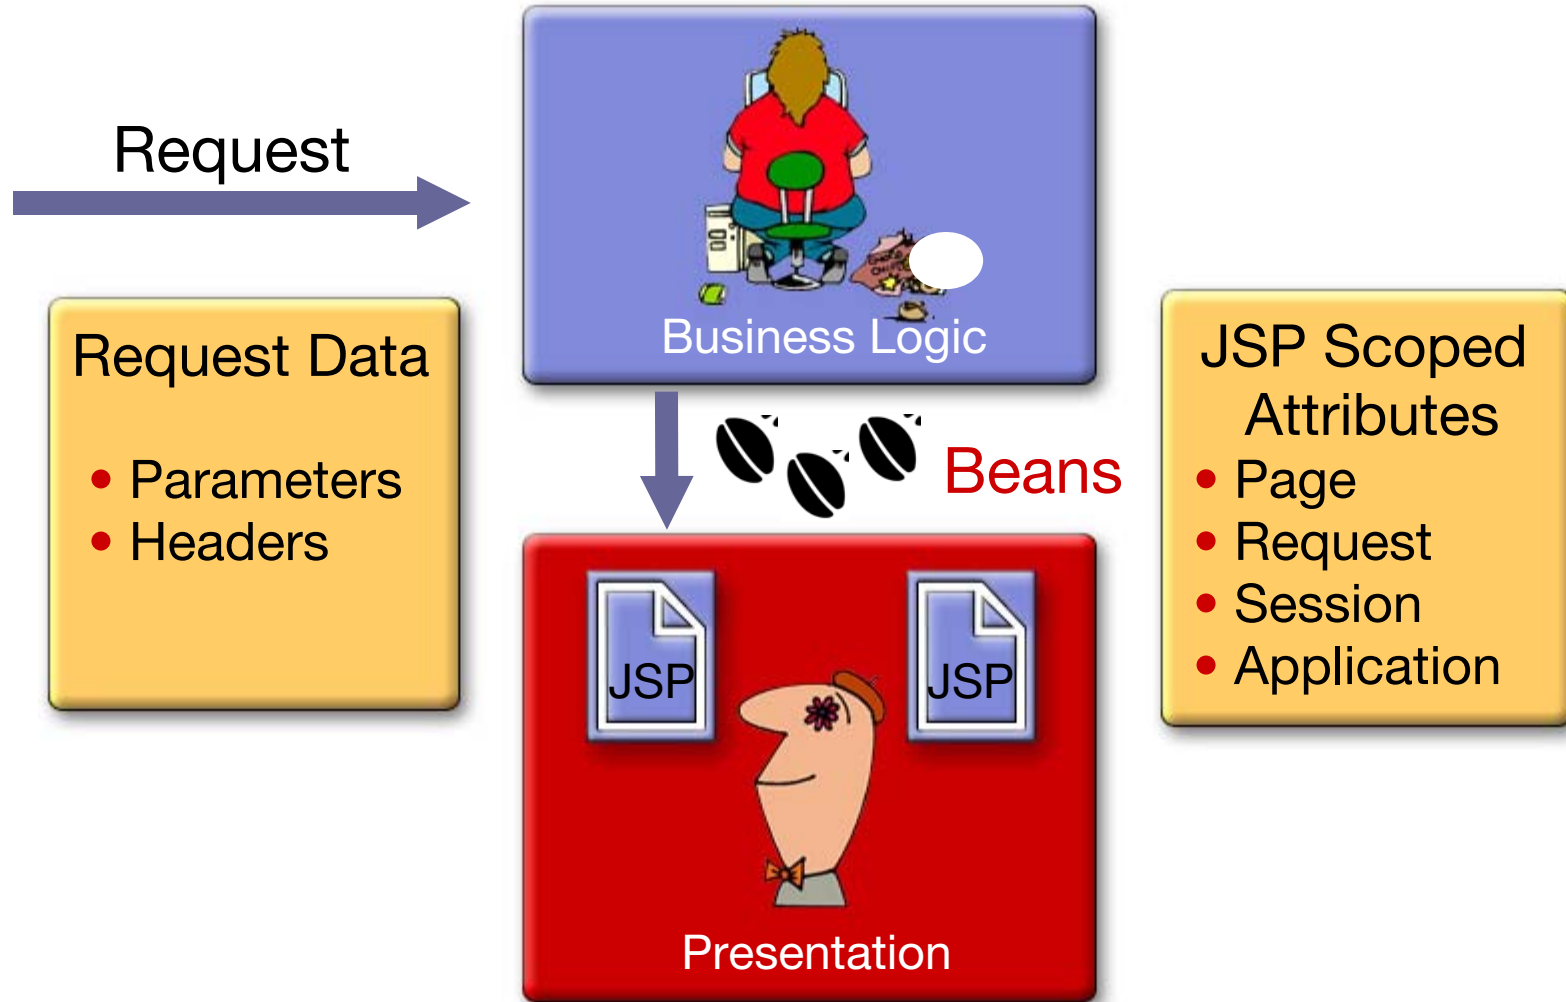 Request
Business Logic
Request Data
• Parameters
• Headers
Beans
JSP Scoped
Attributes
• Page
• Request
• Session
• Application
JSP
JSP
Presentation